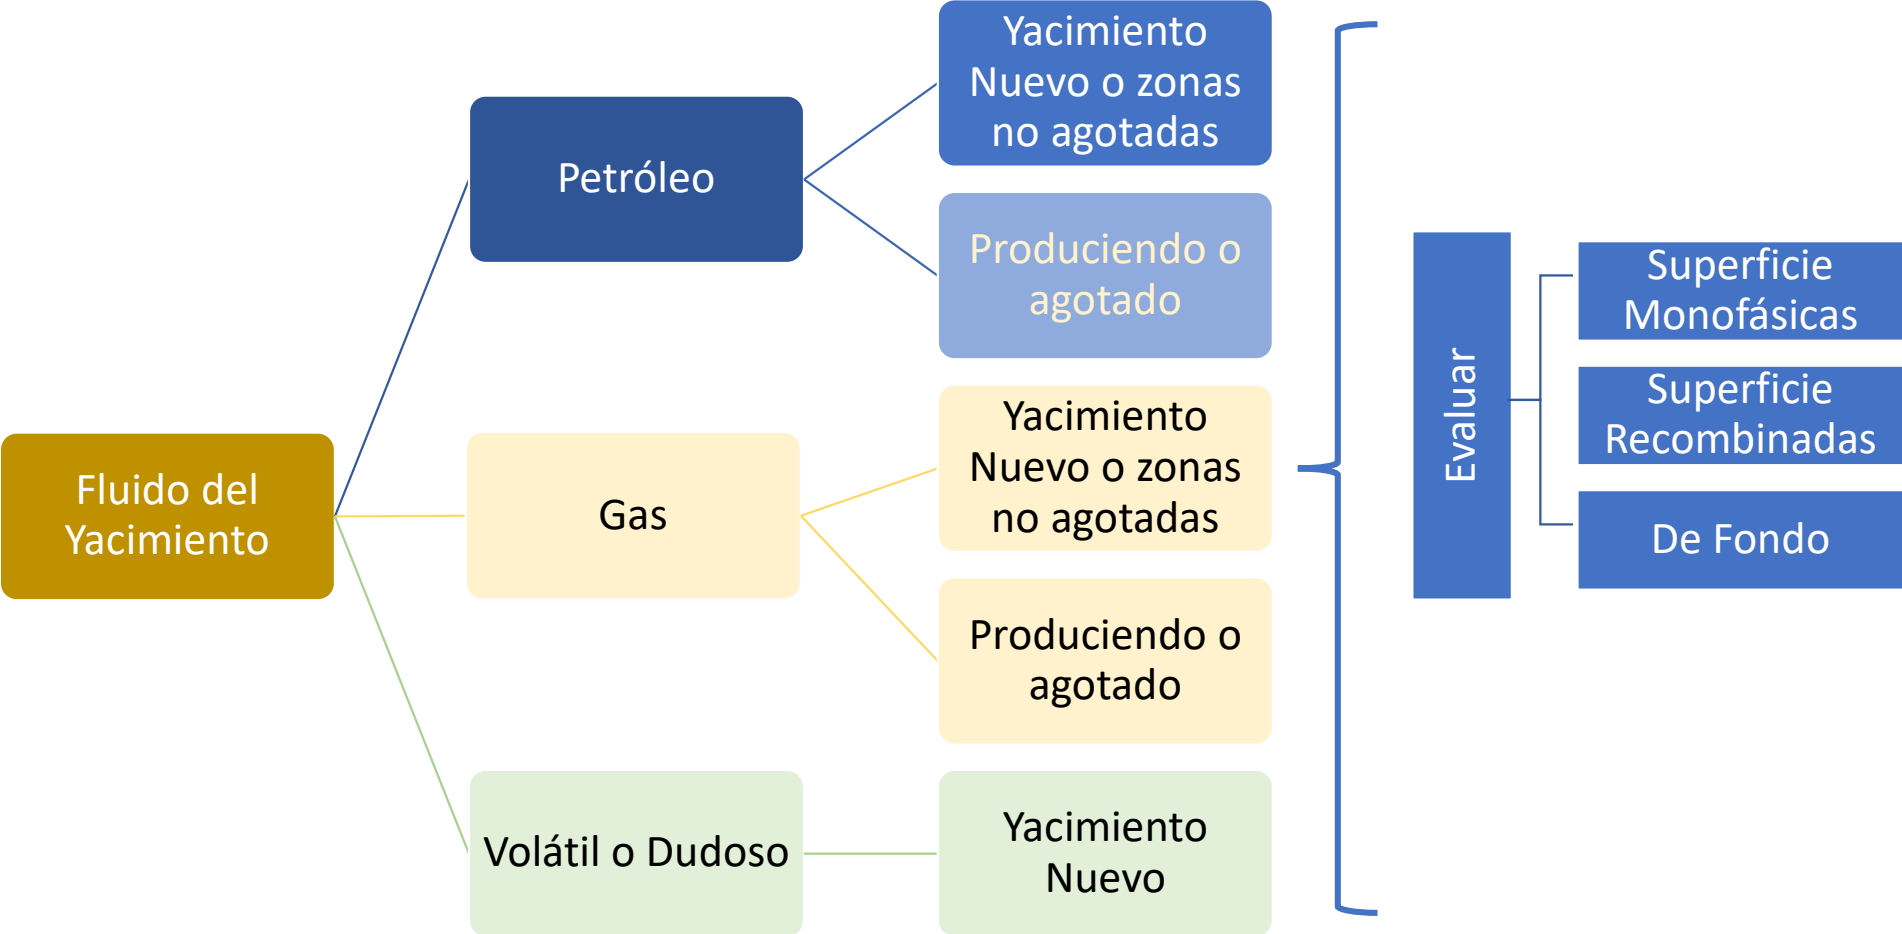 Fluido del
Yacimiento
Petróleo
Yacimiento
Nuevo o zonas
no agotadas
Produciendo o
agotado
Gas
Yacimiento
Nuevo o zonas
no agotadas
Produciendo o
agotado
Volátil o Dudoso
Yacimiento
Nuevo
Evaluar
Superficie
Monofásicas
Superficie
Recombinadas
De Fondo